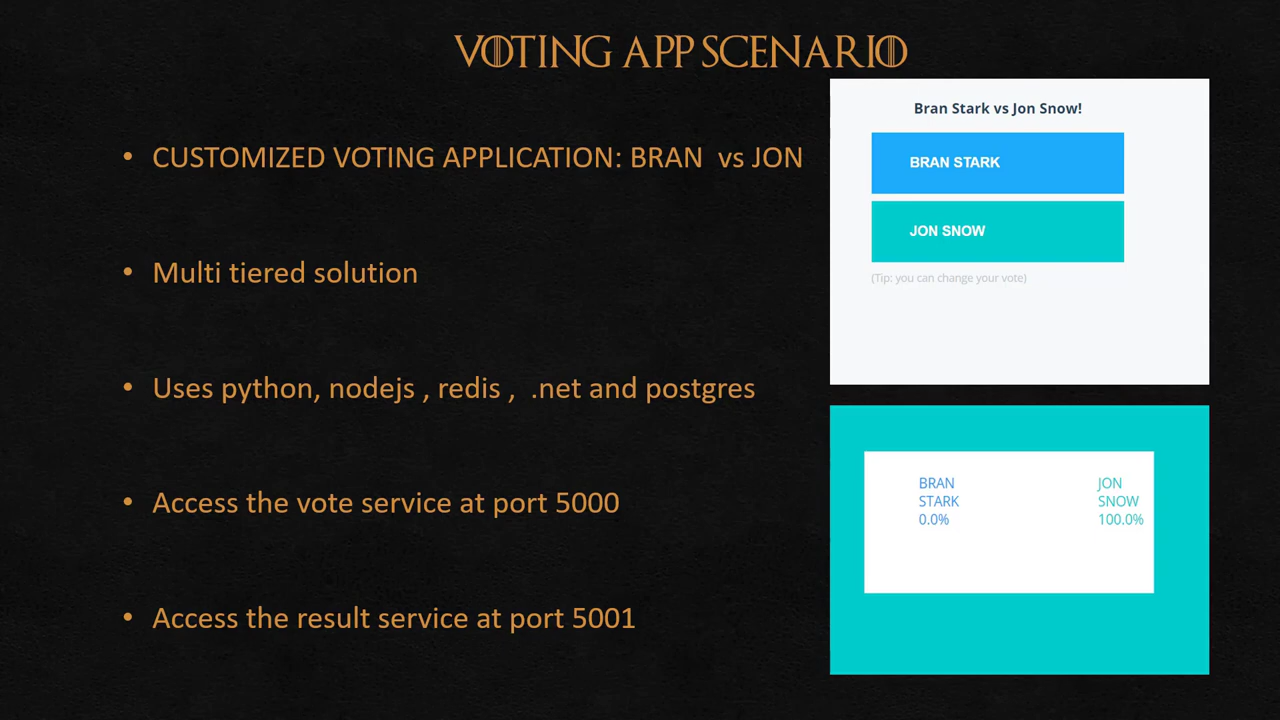 VOTING APP SCENARIO
• CUSTOMIZED VOTING APPLICATION: BRAN vs JON
• Multi tiered solution
• Uses python, nodejs , redis , .net and postgres
• Access the vote service at port 5000
• Access the result service at port 5001
Bran Stark vs Jon Snow!
BRAN STARK
JON SNOW
(Tip: you can change your vote)
BRAN
STARK
0.0%
JON
SNOW
100.0%